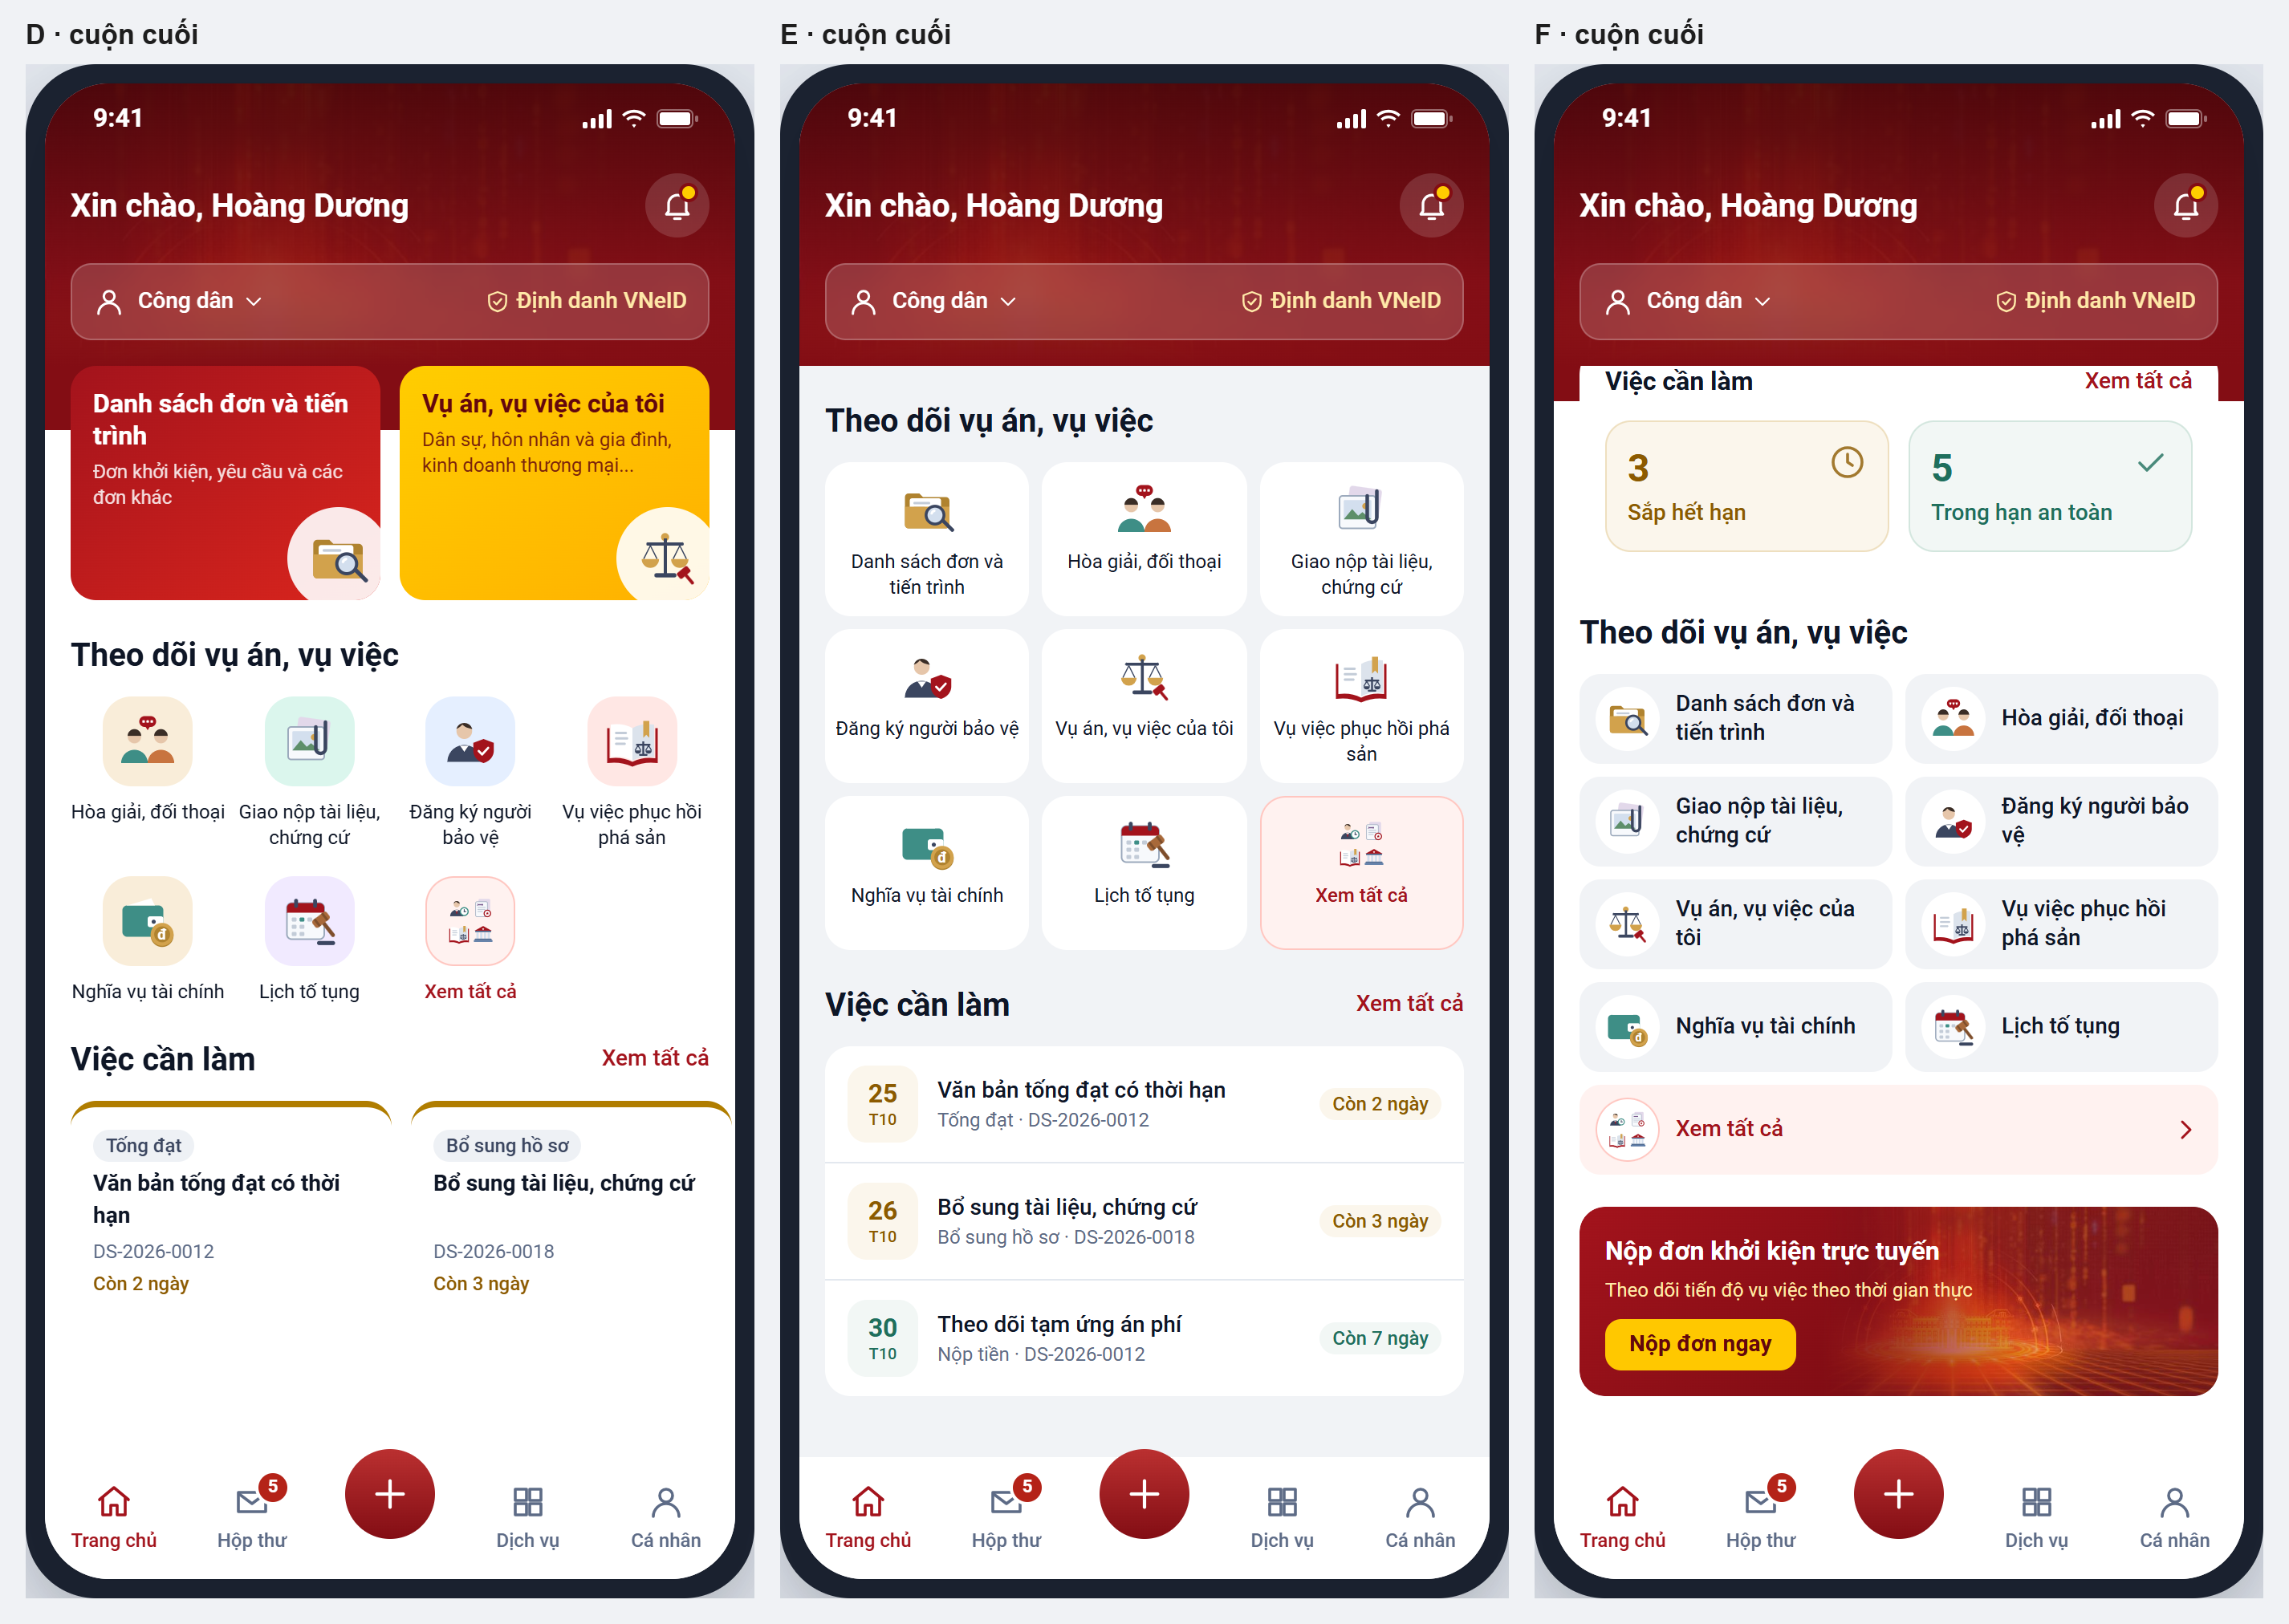 D · cuộn cuối
9:41
Xin chào, Hoàng Dương
Công dân
Định danh VNeID
Danh sách đơn và tiến
trình
Đơn khởi kiện, yêu cầu và các
đơn khác
Vụ án, vụ việc của tôi
Dân sự, hôn nhân và gia đình,
kinh doanh thương mại...
Theo dõi vụ án, vụ việc
Hòa giải, đối thoại
Giao nộp tài liệu,
chứng cứ
Đăng ký người
bảo vệ
Vụ việc phục hồi
phá sản
Nghĩa vụ tài chính
Lịch tố tụng
Xem tất cả
Việc cần làm
Xem tất cả
Tống đạt
Văn bản tống đạt có thời
hạn
DS-2026-0012
Còn 2 ngày
Bổ sung hồ sơ
Bổ sung tài liệu, chứng cứ
DS-2026-0018
Còn 3 ngày
Trang chủ
5
Hộp thư
Dịch vụ
Cá nhân
E · cuộn cuối
9:41
Xin chào, Hoàng Dương
Công dân
Định danh VNeID
Theo dõi vụ án, vụ việc
Danh sách đơn và
tiến trình
Hòa giải, đối thoại
Giao nộp tài liệu,
chứng cứ
Đăng ký người bảo vệ
Vụ án, vụ việc của tôi
Vụ việc phục hồi phá
sản
Nghĩa vụ tài chính
Lịch tố tụng
Xem tất cả
Việc cần làm
Xem tất cả
25
T10
Văn bản tống đạt có thời hạn
Tống đạt · DS-2026-0012
Còn 2 ngày
26
T10
Bổ sung tài liệu, chứng cứ
Bổ sung hồ sơ · DS-2026-0018
Còn 3 ngày
30
T10
Theo dõi tạm ứng án phí
Nộp tiền · DS-2026-0012
Còn 7 ngày
Trang chủ
5
Hộp thư
Dịch vụ
Cá nhân
F · cuộn cuối
9:41
Xin chào, Hoàng Dương
Công dân
Định danh VNeID
Việc cần làm
Xem tất cả
3
Sắp hết hạn
5
Trong hạn an toàn
Theo dõi vụ án, vụ việc
Danh sách đơn và
tiến trình
Hòa giải, đối thoại
Giao nộp tài liệu,
chứng cứ
Đăng ký người bảo
vệ
Vụ án, vụ việc của
tôi
Vụ việc phục hồi
phá sản
Nghĩa vụ tài chính
Lịch tố tụng
Xem tất cả
Nộp đơn khởi kiện trực tuyến
Theo dõi tiến độ vụ việc theo thời gian thực
Nộp đơn ngay
Trang chủ
5
Hộp thư
Dịch vụ
Cá nhân